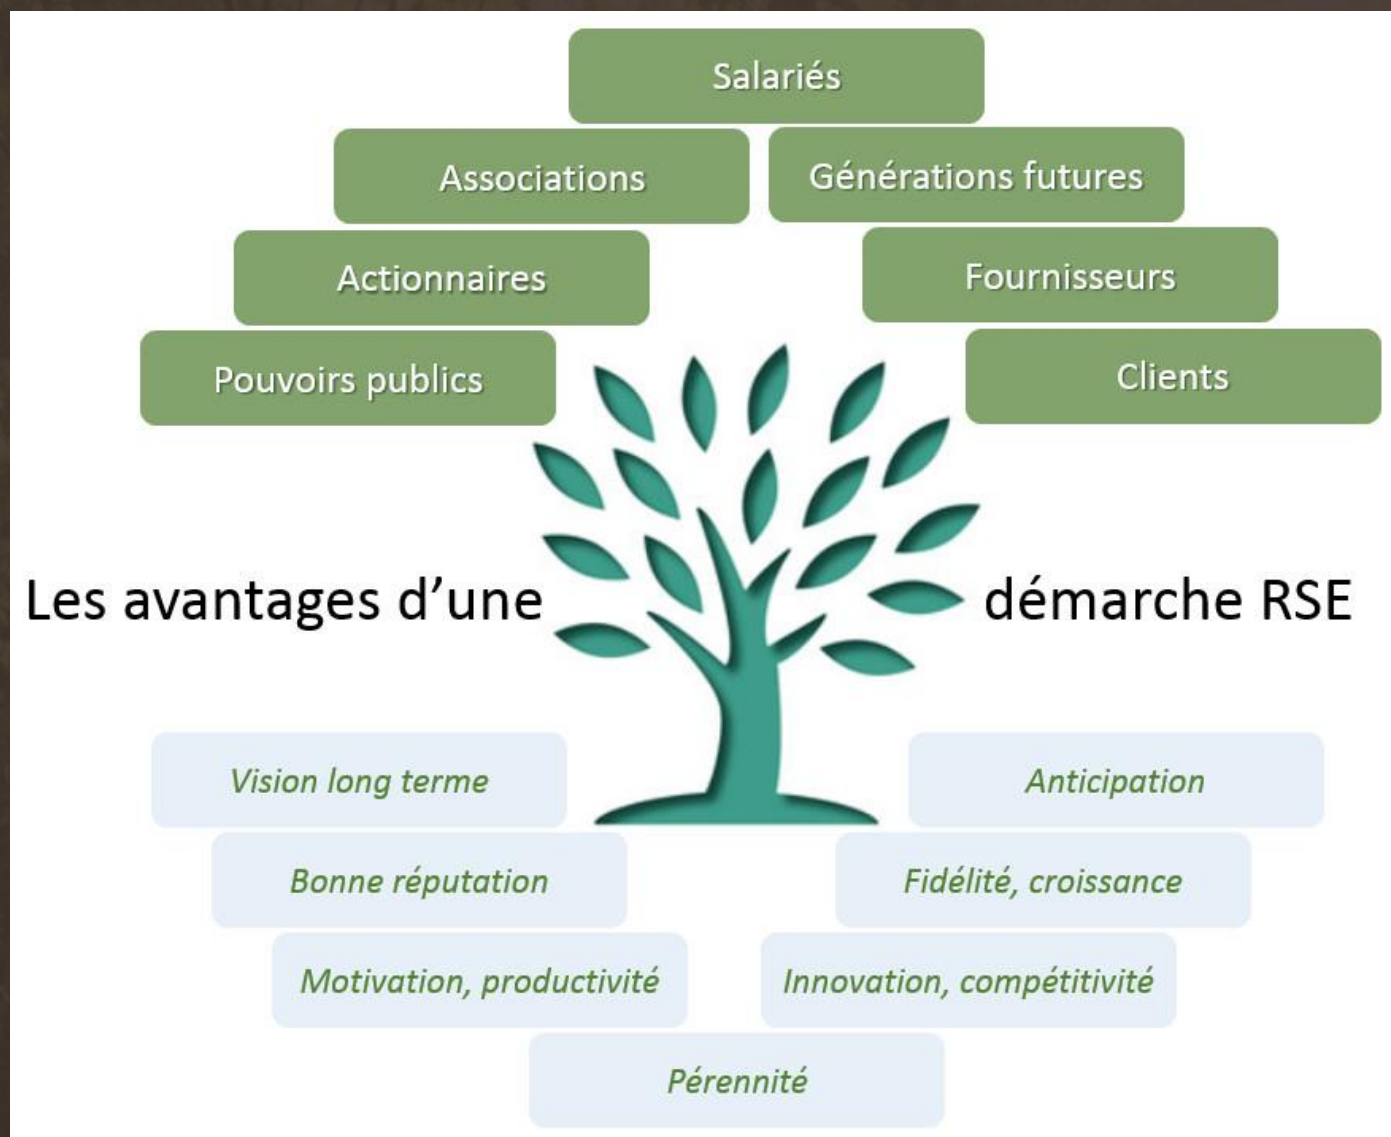 Salariés
Associations
Générations futures
Actionnaires
Fournisseurs
Pouvoirs publics
Clients
Les avantages d’une démarche RSE
Vision long terme
Anticipation
Bonne réputation
Fidélité, croissance
Motivation, productivité
Innovation, compétitivité
Pérennité